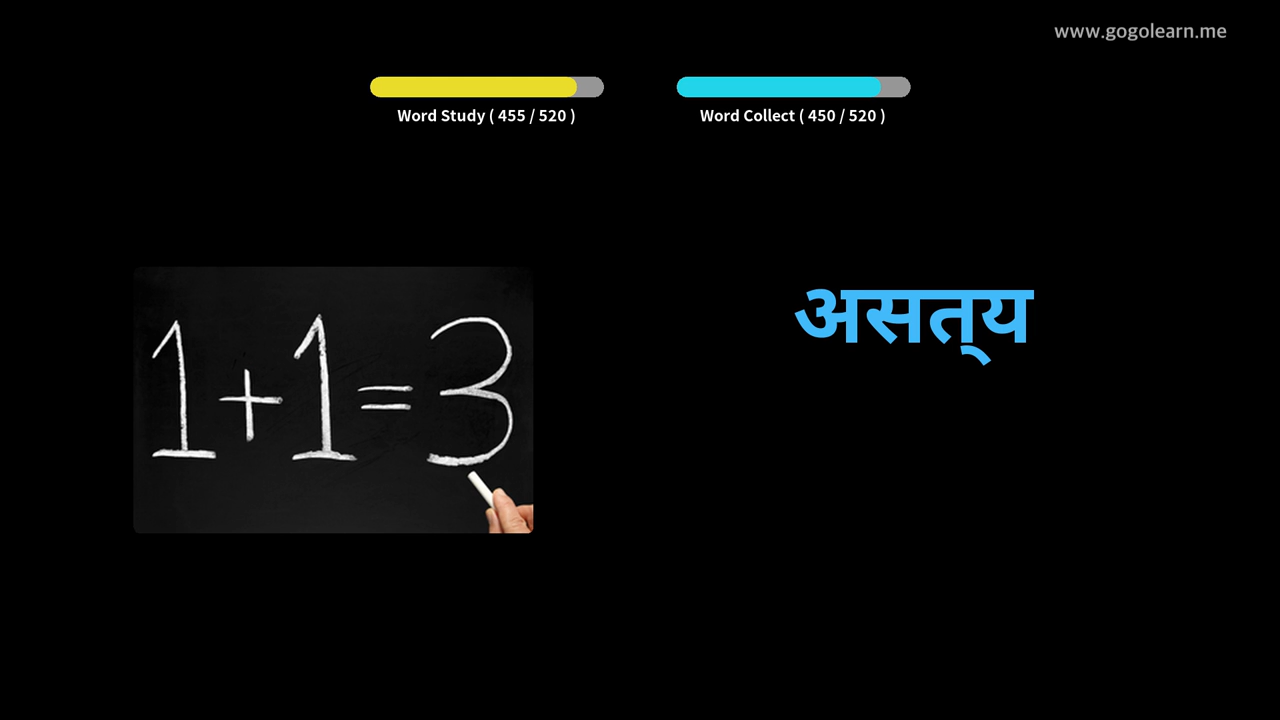 www.gogolearn.me
Word Study ( 455 / 520 )
Word Collect ( 450 / 520 )
असत्‌य
1+1=3